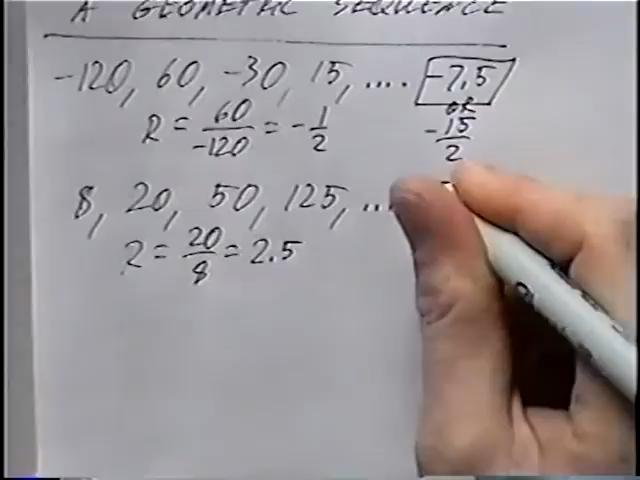 A GEOMETRIC SEQUENCE
-120, 60, -30, 15, .... -7.5
R = 60/-120 = -1/2
OR
-15/2
8, 20, 50, 125, ...
R = 20/8 = 2.5